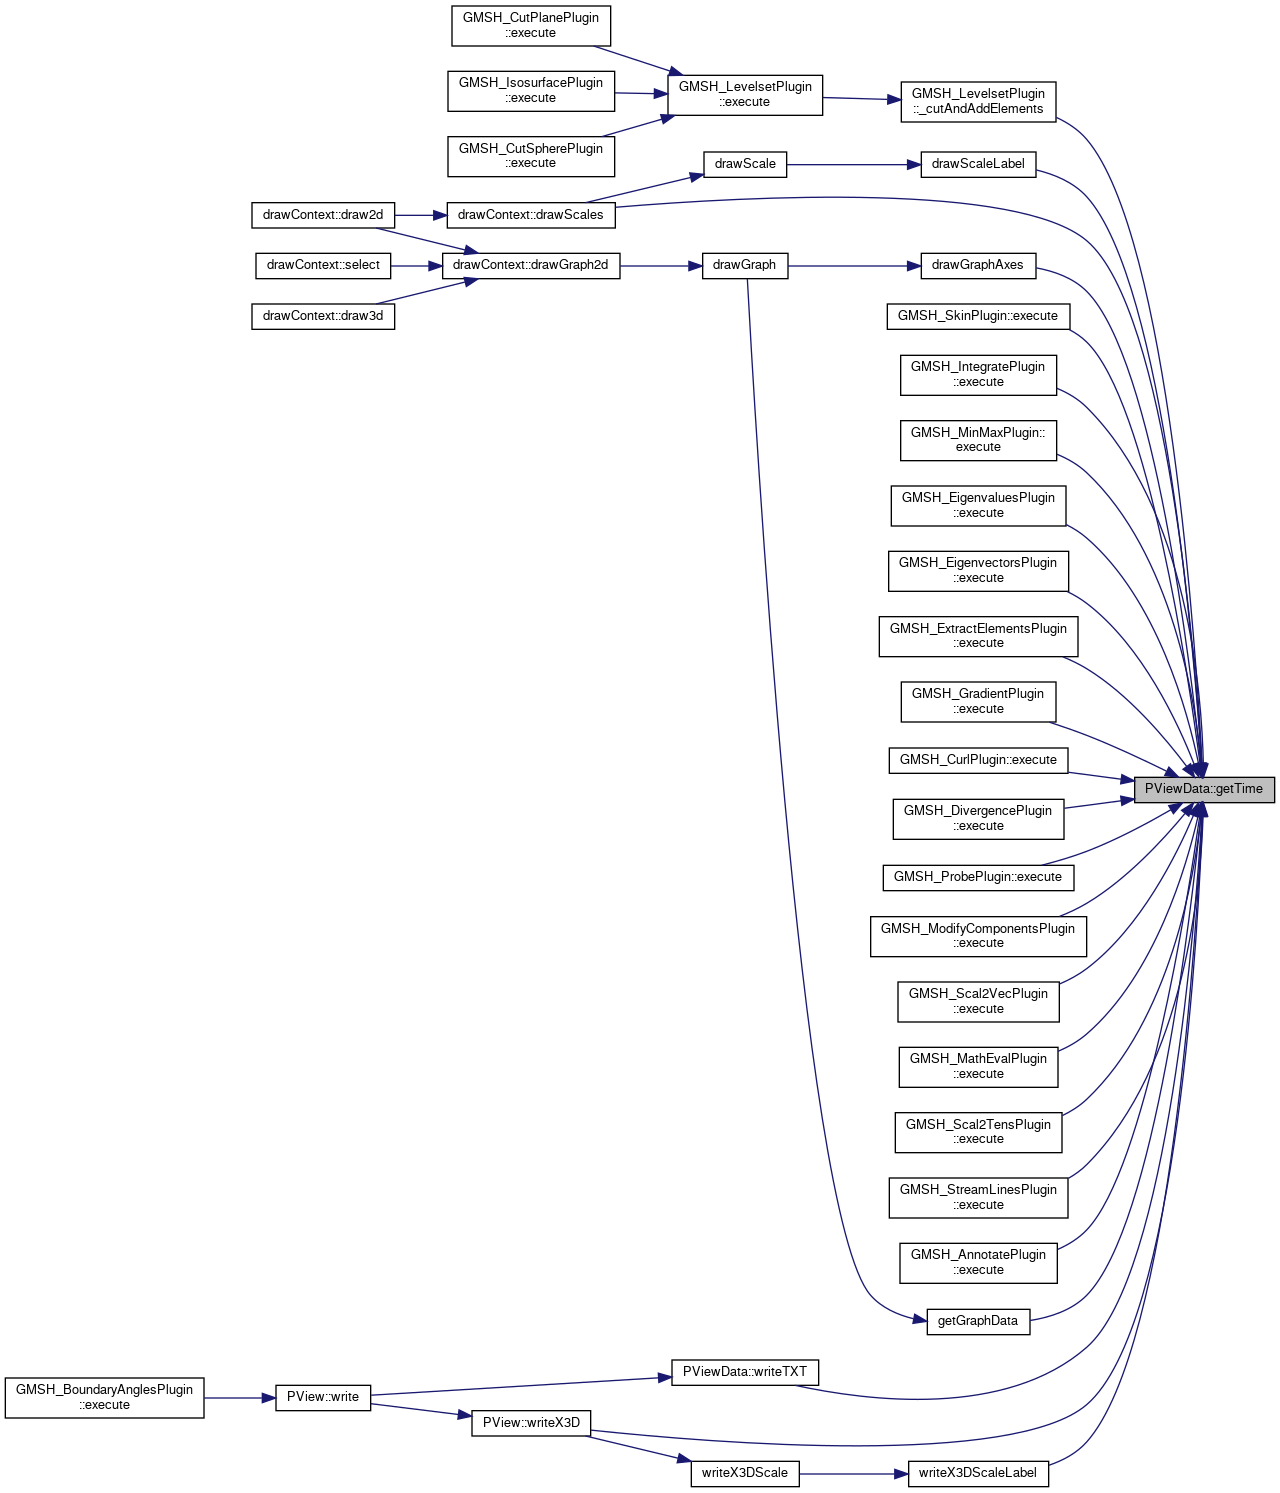 GMSH_CutPlanePlugin
::execute
GMSH_IsosurfacePlugin
::execute
GMSH_CutSpherePlugin
::execute
GMSH_LevelsetPlugin
::execute
GMSH_LevelsetPlugin
::_cutAndAddElements
drawScale
drawScaleLabel
drawContext::draw2d
drawContext::drawScales
drawContext::select
drawContext::drawGraph2d
drawGraph
drawGraphAxes
drawContext::draw3d
GMSH_SkinPlugin::execute
GMSH_IntegratePlugin
::execute
GMSH_MinMaxPlugin::
execute
GMSH_EigenvaluesPlugin
::execute
GMSH_EigenvectorsPlugin
::execute
GMSH_ExtractElementsPlugin
::execute
GMSH_GradientPlugin
::execute
GMSH_CurlPlugin::execute
PViewData::getTime
GMSH_DivergencePlugin
::execute
GMSH_ProbePlugin::execute
GMSH_ModifyComponentsPlugin
::execute
GMSH_Scal2VecPlugin
::execute
GMSH_MathEvalPlugin
::execute
GMSH_Scal2TensPlugin
::execute
GMSH_StreamLinesPlugin
::execute
GMSH_AnnotatePlugin
::execute
getGraphData
PViewData::writeTXT
GMSH_BoundaryAnglesPlugin
::execute
PView::write
PView::writeX3D
writeX3DScale
writeX3DScaleLabel